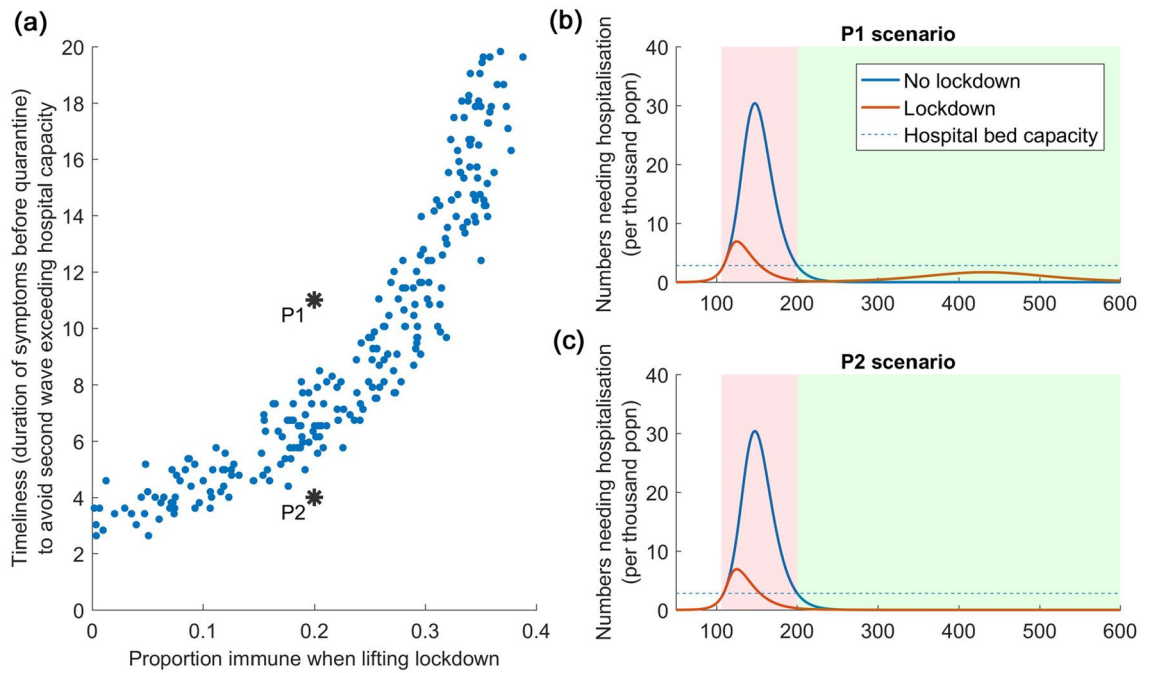 (a)
Timeliness (duration of symptoms before quarantine)
to avoid second wave exceeding hospital capacity
20
18
16
14
12
10
8
6
4
2
0
P1
P2
0 0.1 0.2 0.3 0.4
Proportion immune when lifting lockdown
(b)
P1 scenario
Numbers needing hospitalisation
(per thousand popn)
40
30
20
10
0
No lockdown
Lockdown
Hospital bed capacity
100 200 300 400 500 600
(c)
P2 scenario
Numbers needing hospitalisation
(per thousand popn)
40
30
20
10
0
100 200 300 400 500 600